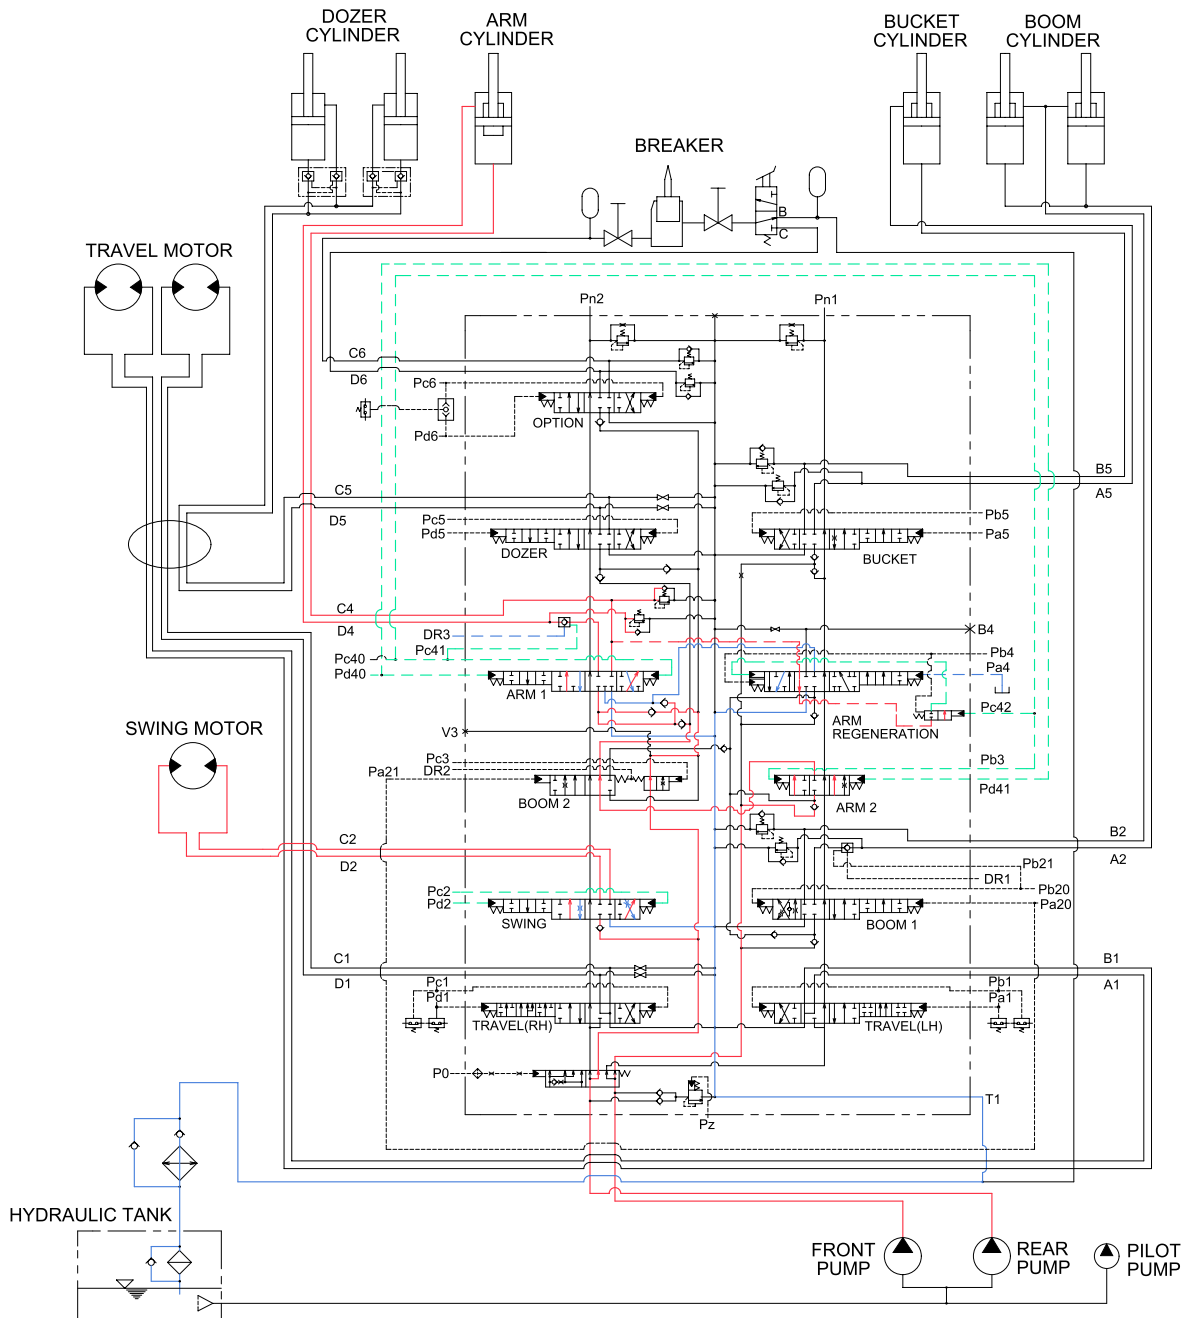 DOZER
CYLINDER
ARM
CYLINDER
BUCKET
CYLINDER
BOOM
CYLINDER
BREAKER
B
C
TRAVEL MOTOR
Pn2
Pn1
C6
D6
Pc6
Pd6
OPTION
C5
D5
Pc5
Pd5
DOZER
B5
A5
Pb5
Pa5
BUCKET
C4
D4
DR3
Pc41
Pc40
Pd40
ARM 1
B4
Pb4
Pa4
Pc42
ARM
REGENERATION
SWING MOTOR
V3
Pc3
DR2
Pa21
BOOM 2
Pb3
Pd41
ARM 2
C2
D2
B2
A2
Pb21
DR1
Pb20
Pa20
Pc2
Pd2
SWING
BOOM 1
C1
D1
B1
A1
Pc1
Pd1
TRAVEL(RH)
Pb1
Pa1
TRAVEL(LH)
P0
T1
Pz
HYDRAULIC TANK
FRONT
PUMP
REAR
PUMP
PILOT
PUMP